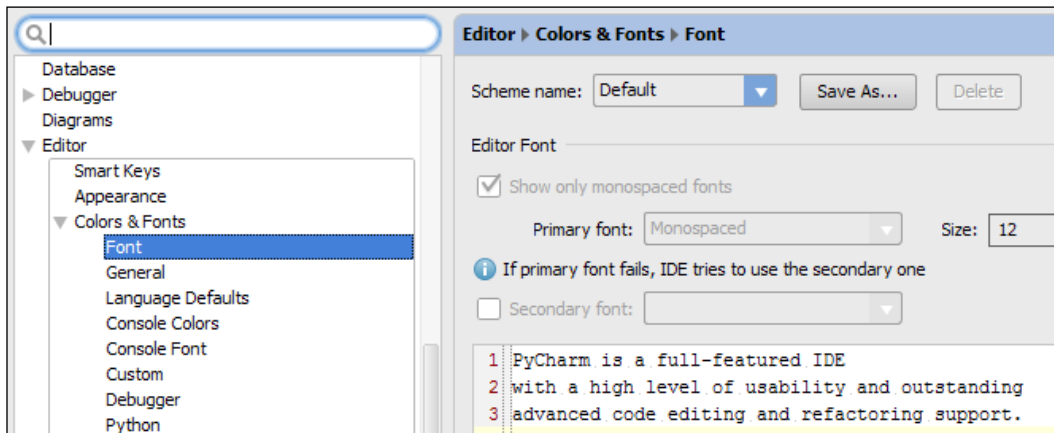 Database
Debugger
Diagrams
Editor
Smart Keys
Appearance
Colors & Fonts
Font
General
Language Defaults
Console Colors
Console Font
Custom
Debugger
Python
Editor Colors & Fonts Font
Scheme name: Default Save As... Delete
Editor Font
Show only monospaced fonts
Primary font: Monospaced Size: 12
If primary font fails, IDE tries to use the secondary one
Secondary font:
1 PyCharm is a full-featured IDE
2 with a high level of usability and outstanding
3 advanced code editing and refactoring support.